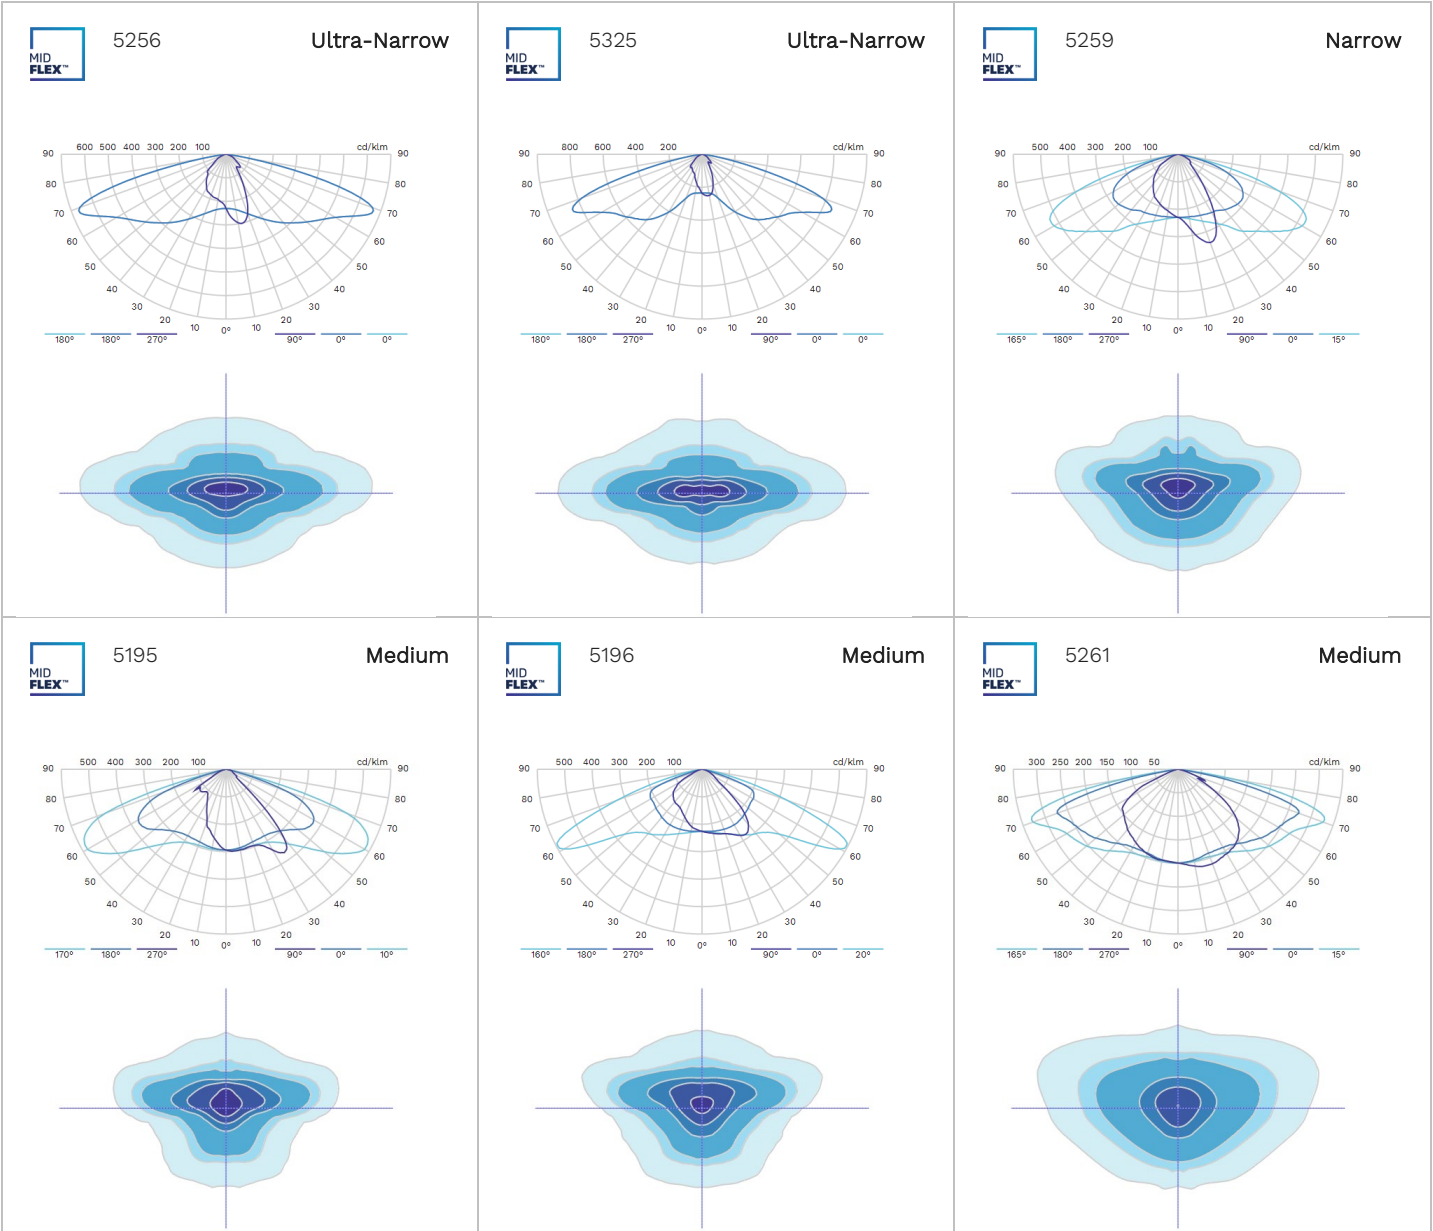 5256 Ultra-Narrow
MID
FLEX™
600 500 400 300 200 100 cd/klm
90 90
80 80
70 70
60 60
50 50
40 40
30 30
20 10 0° 10 20
180° 180° 270° 90° 0° 0°
5325 Ultra-Narrow
MID
FLEX™
800 600 400 200 cd/klm
90 90
80 80
70 70
60 60
50 50
40 40
30 30
20 10 0° 10 20
180° 180° 270° 90° 0° 0°
5259 Narrow
MID
FLEX™
500 400 300 200 100 cd/klm
90 90
80 80
70 70
60 60
50 50
40 40
30 30
20 10 0° 10 20
165° 180° 270° 90° 0° 15°
5195 Medium
MID
FLEX™
500 400 300 200 100 cd/klm
90 90
80 80
70 70
60 60
50 50
40 40
30 30
20 10 0° 10 20
170° 180° 270° 90° 0° 10°
5196 Medium
MID
FLEX™
500 400 300 200 100 cd/klm
90 90
80 80
70 70
60 60
50 50
40 40
30 30
20 10 0° 10 20
160° 180° 270° 90° 0° 20°
5261 Medium
MID
FLEX™
300 250 200 150 100 50 cd/klm
90 90
80 80
70 70
60 60
50 50
40 40
30 30
20 10 0° 10 20
165° 180° 270° 90° 0° 15°